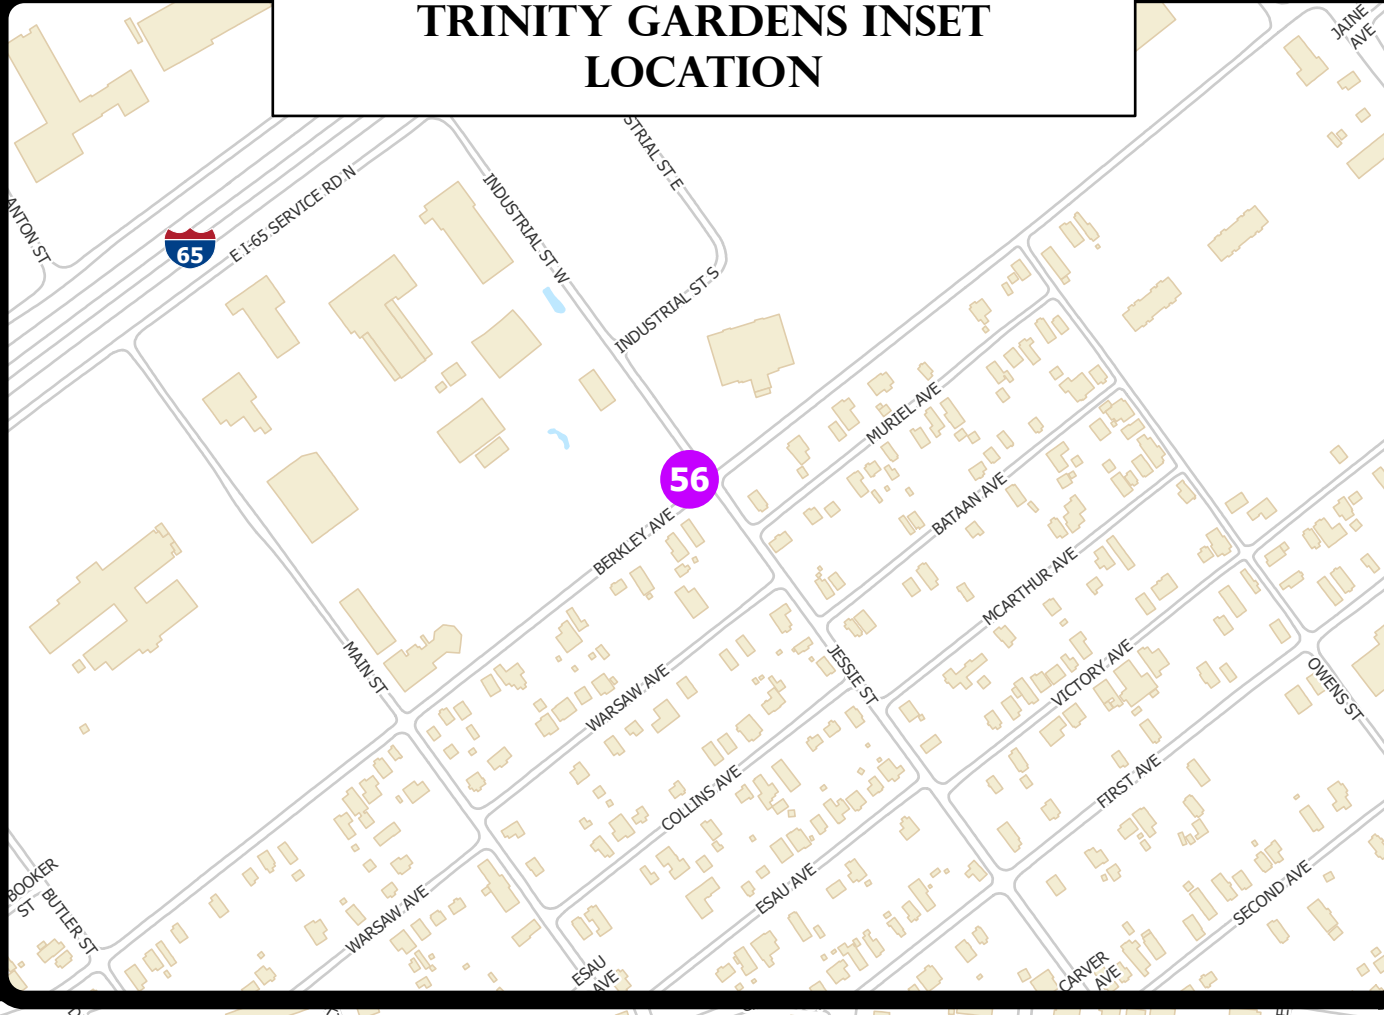 TRINITY GARDENS INSET
LOCATION
JAINE
AVE
STRIAL ST E
E I-65 SERVICE RD N
INDUSTRIAL ST W
ANTON ST
65
INDUSTRIAL ST S
MURIEL AVE
56
BATAAN AVE
BERKLEY AVE
MCARTHUR AVE
MAIN ST
WARSAW AVE
JESSIE ST
VICTORY AVE
OWENS ST
COLLINS AVE
FIRST AVE
BOOKER
ST
BUTLER ST
WARSAW AVE
ESAU AVE
SECOND AVE
ESAU
AVE
CARVER
AVE